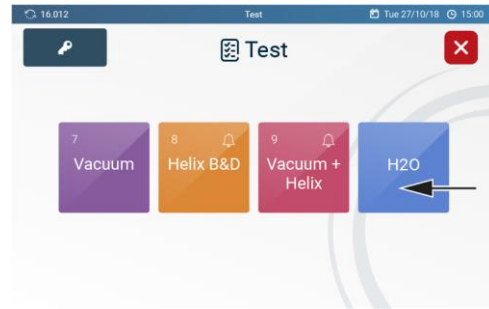 16.012 Test Tue 27/10/18 15:00
Test
7
Vacuum
8
Helix B&D
9
Vacuum +
Helix
H2O